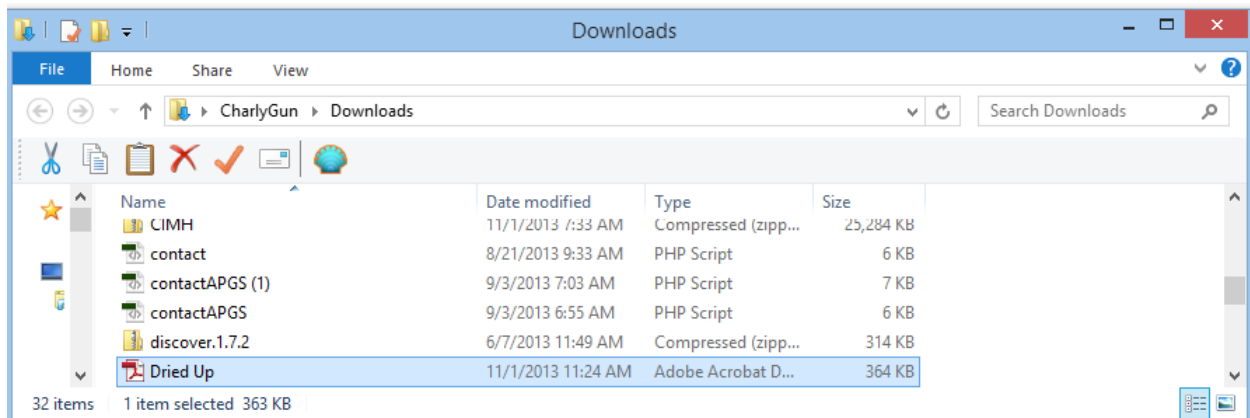 Downloads
File Home Share View
CharlyGun Downloads Search Downloads
Name Date modified Type Size
CIMH 11/1/2013 7:33 AM Compressed (zipp... 25,284 KB
contact 8/21/2013 9:33 AM PHP Script 6 KB
contactAPGS (1) 9/3/2013 7:03 AM PHP Script 7 KB
contactAPGS 9/3/2013 6:55 AM PHP Script 6 KB
discover.1.7.2 6/7/2013 11:49 AM Compressed (zipp... 314 KB
Dried Up 11/1/2013 11:24 AM Adobe Acrobat D... 364 KB
32 items 1 item selected 363 KB